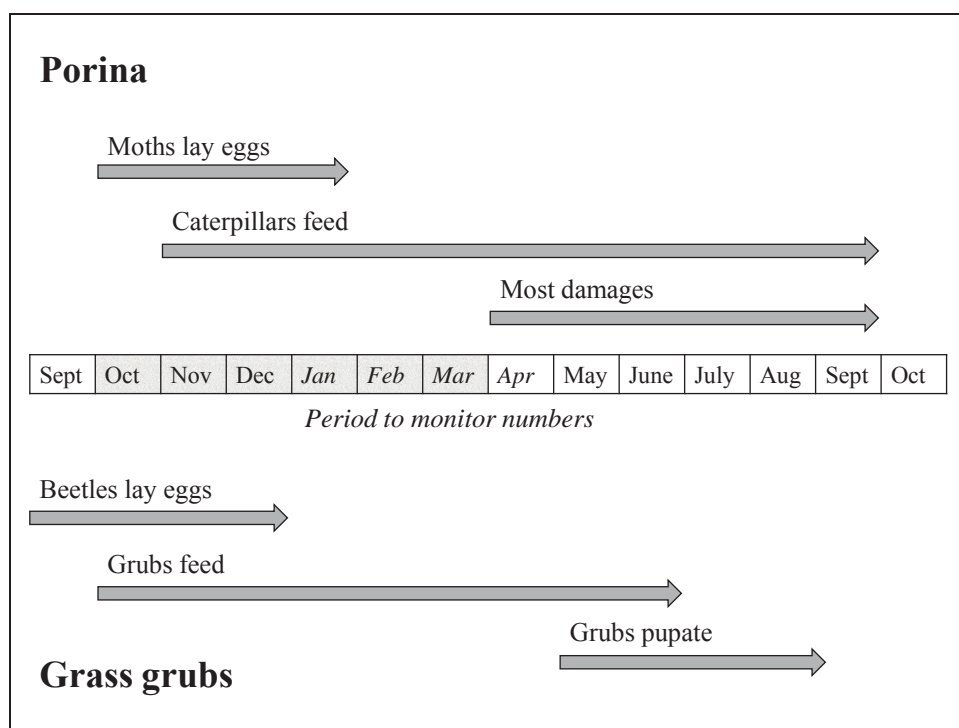 Porina
Moths lay eggs
Caterpillars feed
Most damages
Sept Oct Nov Dec Jan Feb Mar Apr May June July Aug Sept Oct
Period to monitor numbers
Beetles lay eggs
Grubs feed
Grubs pupate
Grass grubs